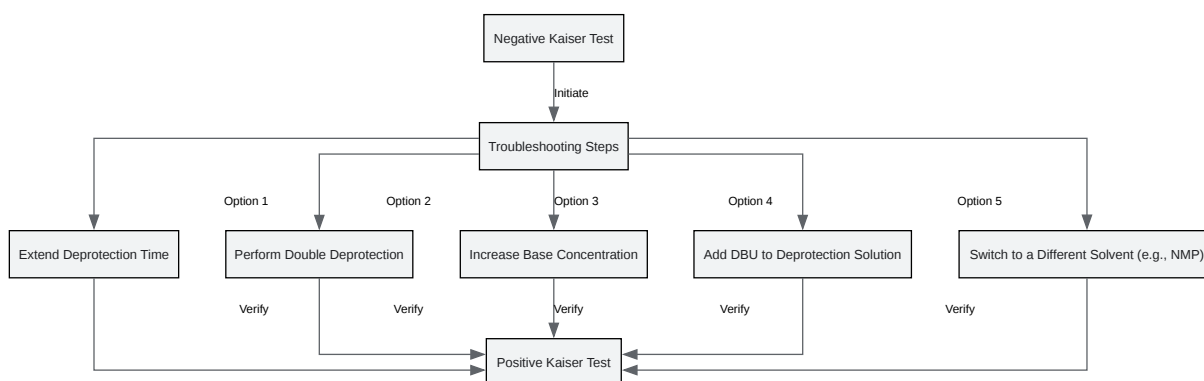 Negative Kaiser Test
Initiate
Troubleshooting Steps
Option 1
Option 2
Option 3
Option 4
Option 5
Extend Deprotection Time
Perform Double Deprotection
Increase Base Concentration
Add DBU to Deprotection Solution
Switch to a Different Solvent (e.g., NMP)
Verify
Verify
Verify
Verify
Verify
Positive Kaiser Test